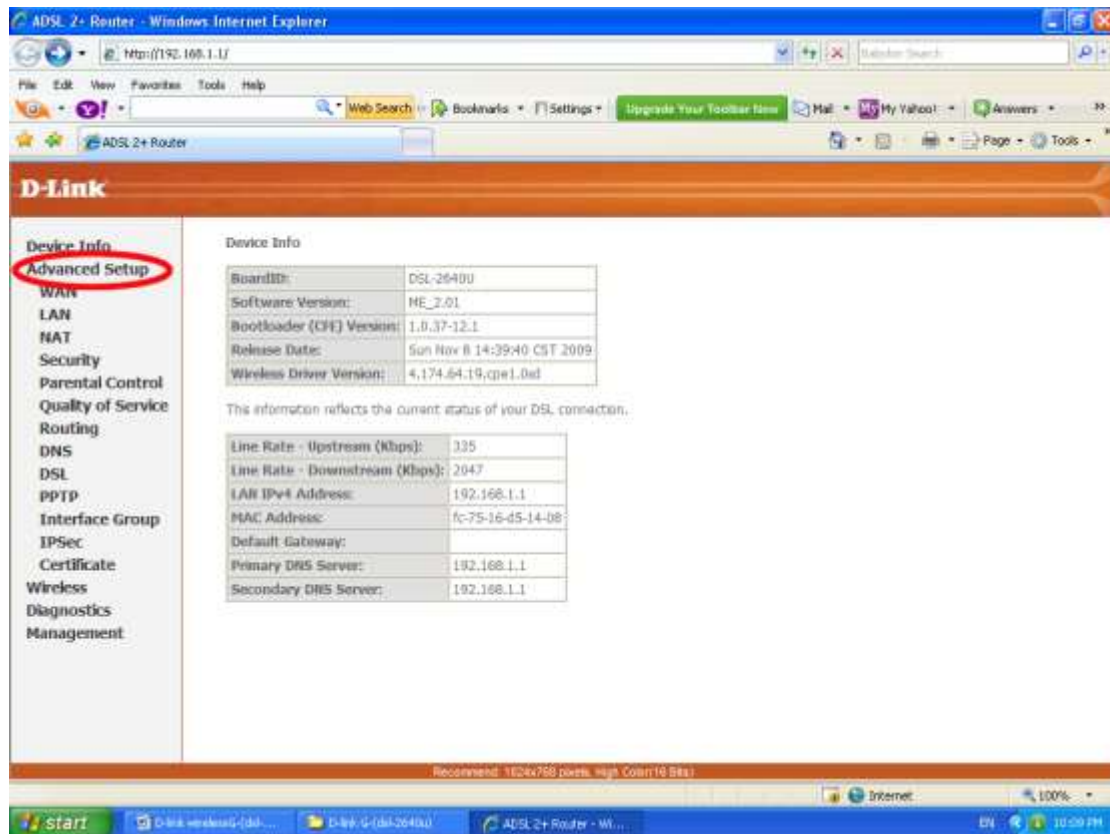 ADSL 2+ Router - Windows Internet Explorer
http://192.168.1.1/
File Edit View Favorites Tools Help
Web Search Bookmarks Settings Upgrade Your Toolbar Now Mail My Yahoo! Answers
ADSL 2+ Router Page Tools
D-Link
Device Info
Advanced Setup
WAN
LAN
NAT
Security
Parental Control
Quality of Service
Routing
DNS
DSL
PPTP
Interface Group
IPSec
Certificate
Wireless
Diagnostics
Management
Device Info
BoardID: DSL-2640U
Software Version: ME_2.01
Bootloader (CFE) Version: 1.0.37-12.1
Release Date: Sun Nov 8 14:39:40 CST 2009
Wireless Driver Version:
This information reflects the current status of your DSL connection.
Line Rate - Upstream (Kbps): 335
Line Rate - Downstream (Kbps): 2047
LAN IPv4 Address: 192.168.1.1
MAC Address: fc-75-16-d5-14-08
Default Gateway:
Primary DNS Server: 192.168.1.1
Secondary DNS Server: 192.168.1.1
Recommend: 1024x768 pixels, High Color(16 Bits)
Internet 100%
start ADSL 2+ Router - Wi... EN 10:09 PM